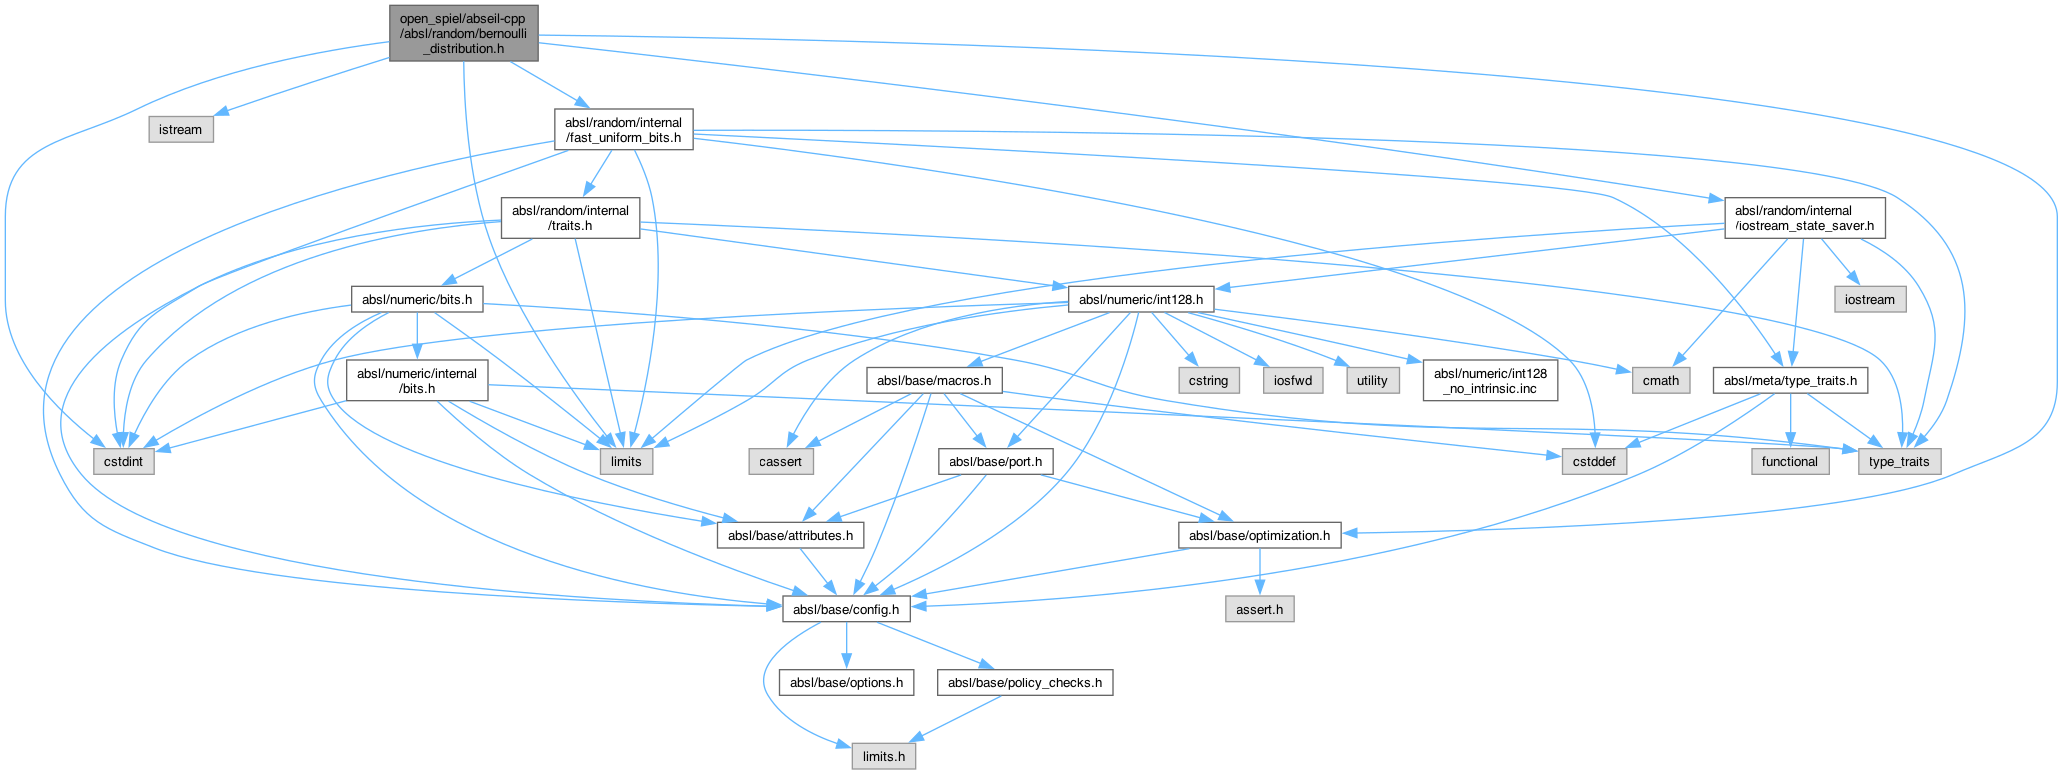 open_spiel/abseil-cpp
/absl/random/bernoulli
_distribution.h
istream
absl/random/internal
/fast_uniform_bits.h
absl/random/internal
/traits.h
absl/random/internal
/iostream_state_saver.h
absl/numeric/bits.h
absl/numeric/int128.h
iostream
absl/numeric/internal
/bits.h
absl/base/macros.h
cstring
iosfwd
utility
absl/numeric/int128
_no_intrinsic.inc
cmath
absl/meta/type_traits.h
cstdint
limits
cassert
absl/base/port.h
cstddef
functional
type_traits
absl/base/attributes.h
absl/base/optimization.h
absl/base/config.h
assert.h
absl/base/options.h
absl/base/policy_checks.h
limits.h